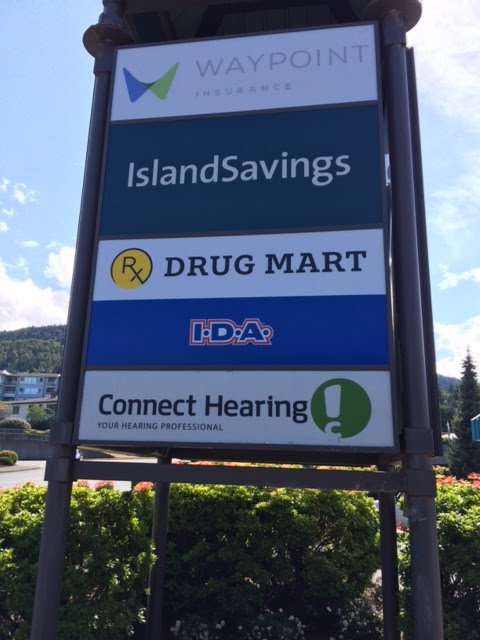 WAYPOINT
INSURANCE
IslandSavings
Rx DRUG MART
I·D·A·
Connect Hearing
YOUR HEARING PROFESSIONAL